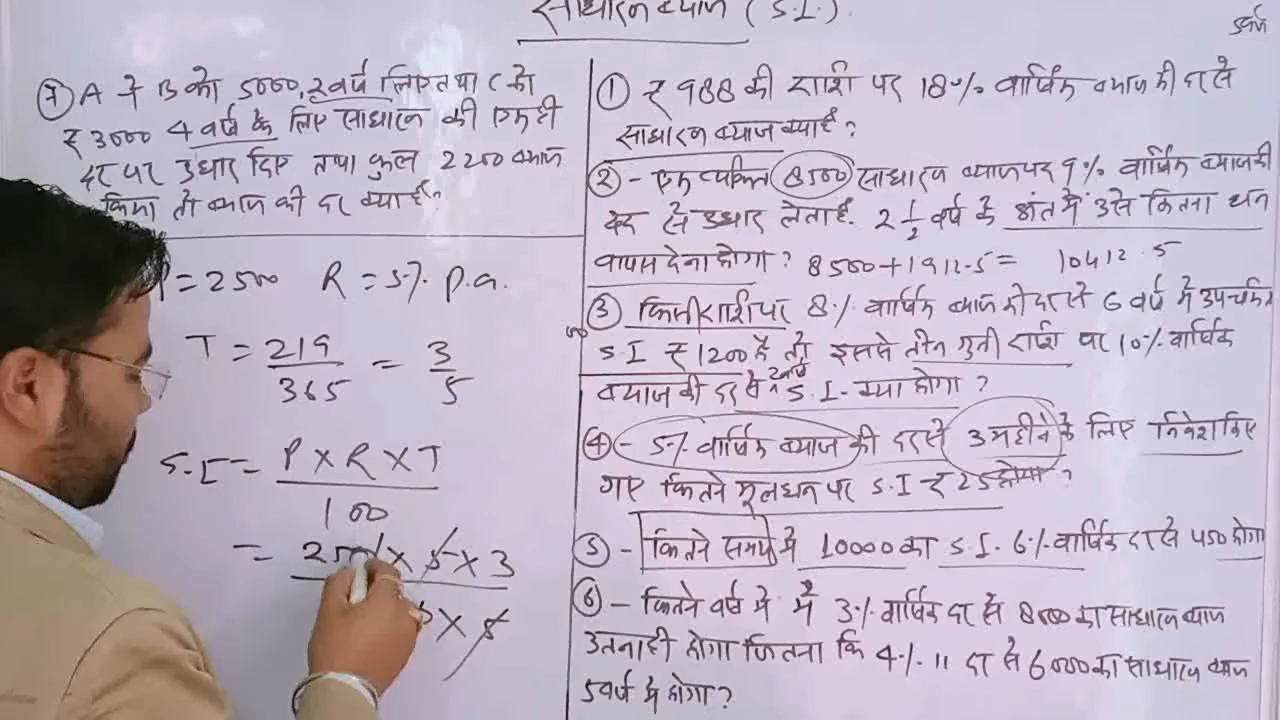 साधारण ब्याज (S.I.)
① ₹ 988 की राशि पर 18% वार्षिक ब्याज की दर से
साधारण ब्याज क्या है?
② - एक व्यक्ति 8500 साधारण ब्याज पर 9% वार्षिक ब्याज की
से उधार लेता है. 2 1/2 वर्ष के अंत में उसे कितना धन
वापस देना होगा? 8500+1912.5= 10412.5
③ किसी राशि पर 8% वार्षिक ब्याज की दर से 6 वर्ष में उपार्जित
S.I ₹ 1200 है तो इससे तीन गुनी राशि पर 10% वार्षिक
ब्याज की दर से 2 वर्ष S.I. क्या होगा?
④ - 5% वार्षिक ब्याज की दर से 3 महीने के लिए निवेश किए
गए कितने मूलधन पर S.I ₹ 25 होगा?
⑤ - कितने समय में 10000 का S.I. 6% वार्षिक दर से 450 होगा
⑥ - कितने वर्ष में में 3% वार्षिक दर से 8000 का साधारण ब्याज
उतना ही होगा जितना कि 4% 11 दर से 6000 का साधारण ब्याज
5 वर्ष में होगा?
⑦ A ने B को 5000, 2 वर्ष लिए तथा C को
₹ 3000 4 वर्ष के लिए साधारण की एक ही
दर पर उधार दिए तथा कुल 2200 ब्याज
तो ब्याज की दर क्या है?
=2500 R = 5% p.a.
T = 219/365 = 3/5
S.I = P X R X T
100
= 2500 X 5 X 3
X 5